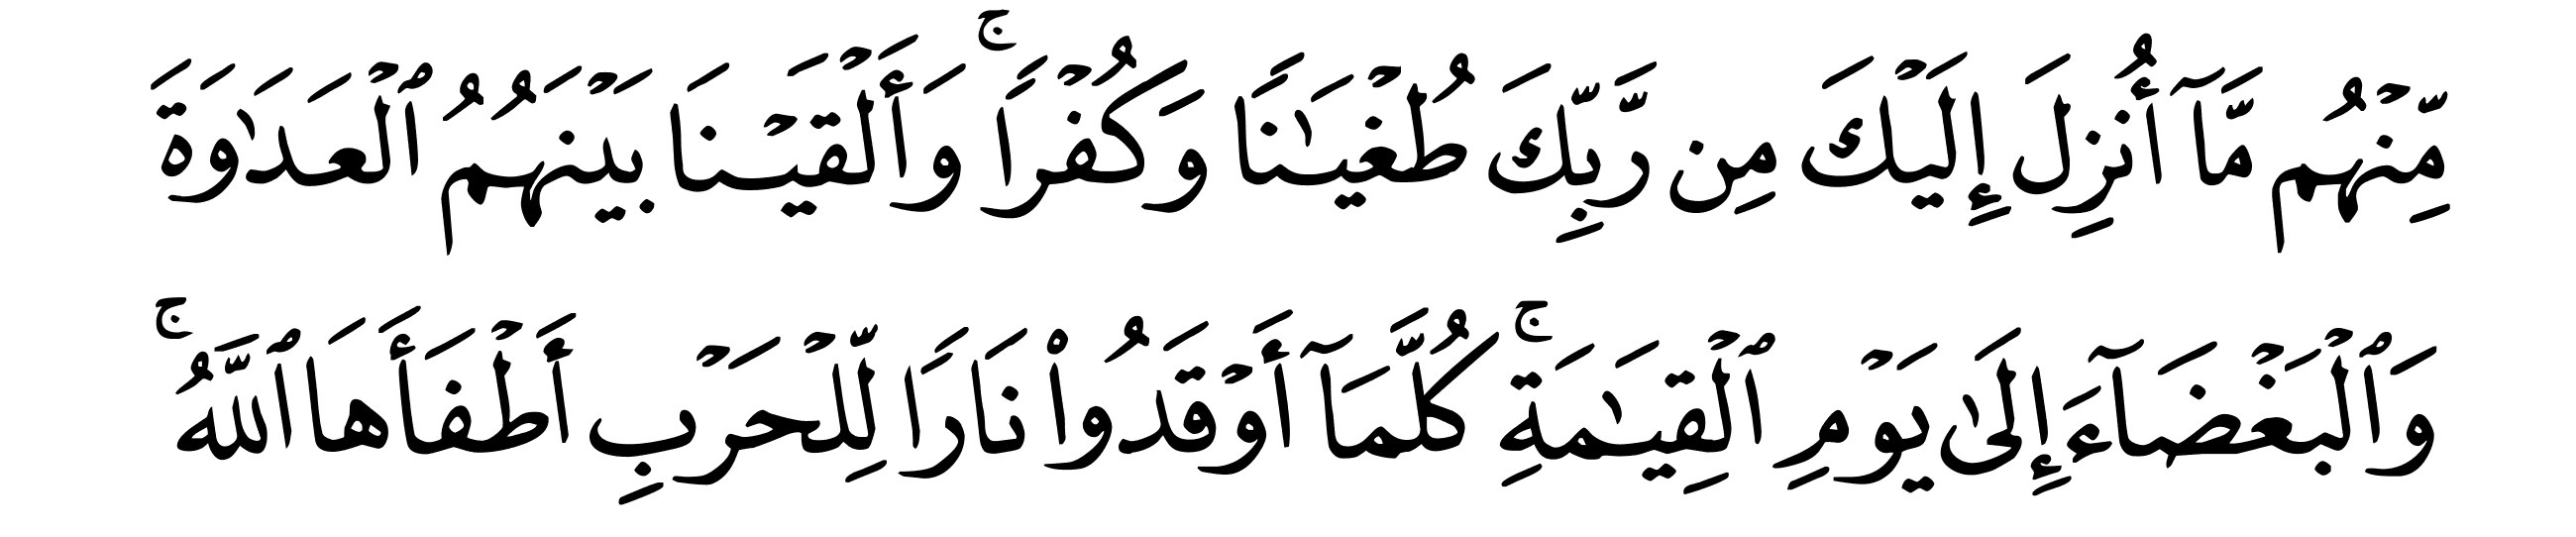 مِّنۡهُم مَّآ أُنزِلَ إِلَيۡكَ مِن رَّبِّكَ طُغۡيَٰنٗا وَكُفۡرٗاۚ وَأَلۡقَيۡنَا بَيۡنَهُمُ ٱلۡعَدَٰوَةَ
وَٱلۡبَغۡضَآءَ إِلَىٰ يَوۡمِ ٱلۡقِيَٰمَةِۚ كُلَّمَآ أَوۡقَدُواْ نَارٗا لِّلۡحَرۡبِ أَطۡفَأَهَا ٱللَّهُۚ